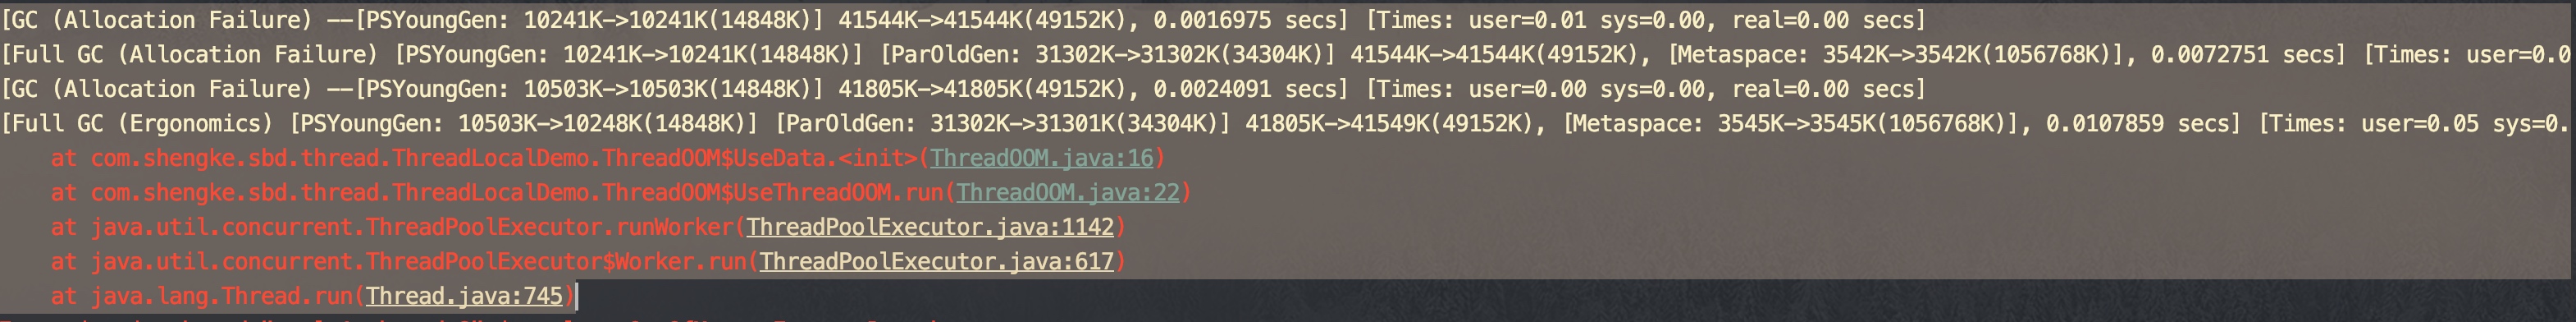 [GC (Allocation Failure) --[PSYoungGen: 10241K->10241K(14848K)] 41544K->41544K(49152K), 0.0016975 secs] [Times: user=0.01 sys=0.00, real=0.00 secs]
[Full GC (Allocation Failure) [PSYoungGen: 10241K->10241K(14848K)] [ParOldGen: 31302K->31302K(34304K)] 41544K->41544K(49152K), [Metaspace: 3542K->3542K(1056768K)], 0.0072751 secs] [Times: user=0.0
[GC (Allocation Failure) --[PSYoungGen: 10503K->10503K(14848K)] 41805K->41805K(49152K), 0.0024091 secs] [Times: user=0.00 sys=0.00, real=0.00 secs]
[Full GC (Ergonomics) [PSYoungGen: 10503K->10248K(14848K)] [ParOldGen: 31302K->31301K(34304K)] 41805K->41549K(49152K), [Metaspace: 3545K->3545K(1056768K)], 0.0107859 secs] [Times: user=0.05 sys=0.
at com.shengke.sbd.thread.ThreadLocalDemo.ThreadOOM$UseData.<init>(ThreadOOM.java:16)
at com.shengke.sbd.thread.ThreadLocalDemo.ThreadOOM$UseThreadOOM.run(ThreadOOM.java:22)
at java.util.concurrent.ThreadPoolExecutor.runWorker(ThreadPoolExecutor.java:1142)
at java.util.concurrent.ThreadPoolExecutor$Worker.run(ThreadPoolExecutor.java:617)
at java.lang.Thread.run(Thread.java:745)